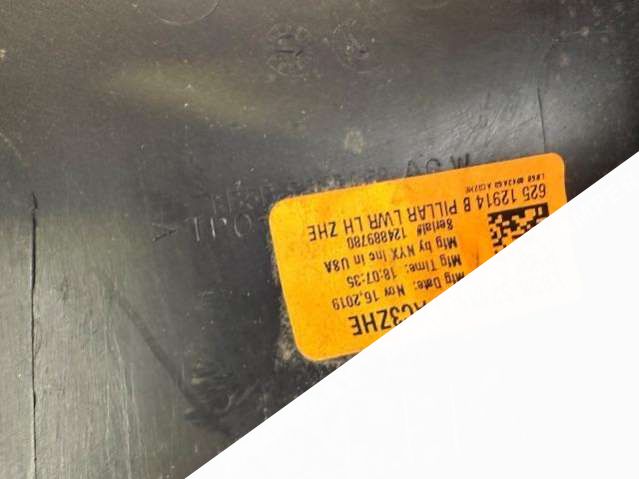 AC3ZHE
Mfg Date: Nov 16,2019
Mfg Time: 18:07:35
Mfg by NYX Inc in USA
Serial# 124889780
625 12914 B PILLAR LWR LH ZHE